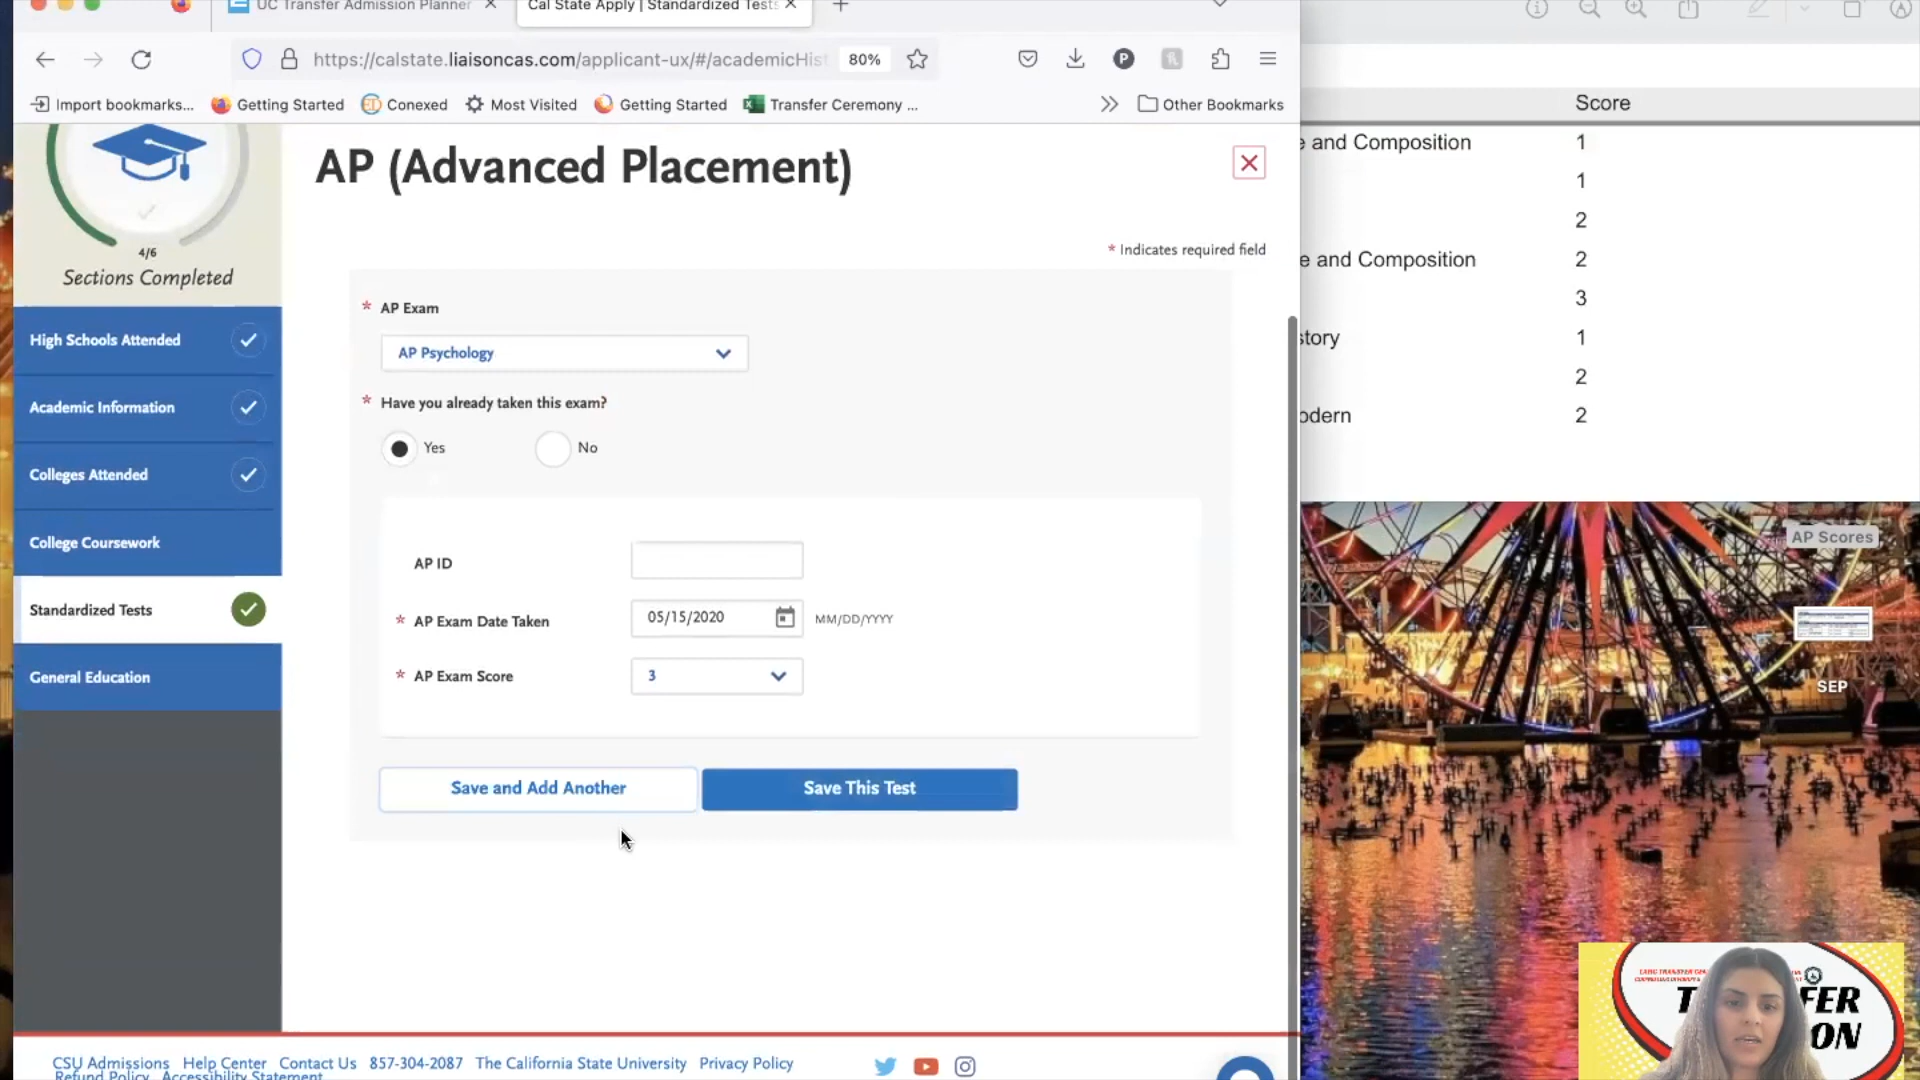 UC Transfer Admission Planner
Cal State Apply | Standardized Tests
https://calstate.liaisoncas.com/applicant-ux/#/academicHist
80%
P
Import bookmarks...
Getting Started
Conexed
Most Visited
Getting Started
Transfer Ceremony ...
Other Bookmarks
4/6
Sections Completed
High Schools Attended
Academic Information
Colleges Attended
College Coursework
Standardized Tests
General Education
AP (Advanced Placement)
* Indicates required field
* AP Exam
AP Psychology
* Have you already taken this exam?
Yes
No
AP ID
* AP Exam Date Taken
05/15/2020
MM/DD/YYYY
* AP Exam Score
3
Save and Add Another
Save This Test
CSU Admissions Help Center Contact Us 857-304-2087 The California State University Privacy Policy
Refund Policy Accessibility Statement
Score
e and Composition 1
1
2
e and Composition 2
3
story 1
2
odern 2
AP Scores
SEP